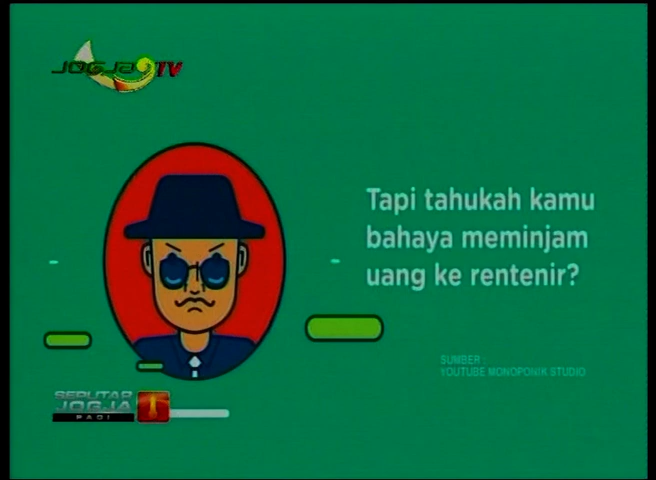 JOGJA TV
Tapi tahukah kamu
bahaya meminjam
uang ke rentenir?
SUMBER :
YOUTUBE MONOPONIK STUDIO
SEPUTAR
JOGJA
PAGI